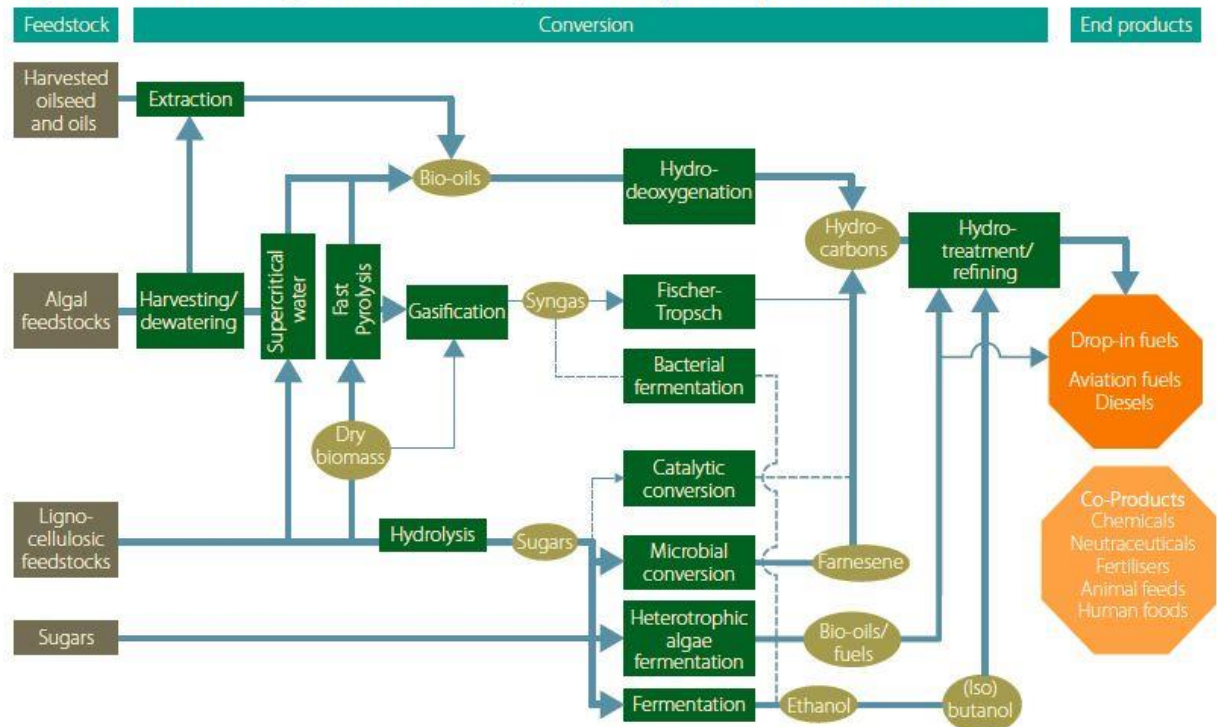 Feedstock
Conversion
End products
Harvested
oilseed
and oils
Extraction
Bio-oils
Hydro-
deoxygenation
Hydro-
carbons
Hydro-
treatment/
refining
Algal
feedstocks
Harvesting/
dewatering
Supercritical
water
Fast
Pyrolysis
Gasification
Syngas
Fischer-
Tropsch
Bacterial
fermentation
Drop-in fuels
Aviation fuels
Diesels
Dry
biomass
Catalytic
conversion
Ligno-
cellulosic
feedstocks
Hydrolysis
Sugars
Microbial
conversion
Farnesene
Co-Products
Chemicals
Neutraceuticals
Fertilisers
Animal feeds
Human foods
Sugars
Heterotrophic
algae
fermentation
Bio-oils/
fuels
Fermentation
Ethanol
(Iso)
butanol